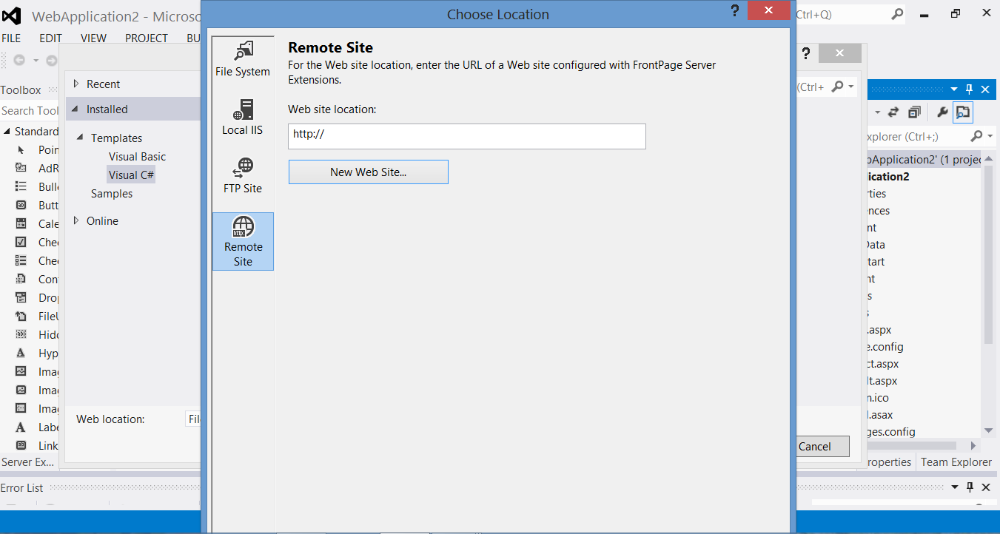 WebApplication2 - Microso
Choose Location
?
Ctrl+Q)
FILE EDIT VIEW PROJECT BU
Toolbox
Search Tool
Standard
Poin
AdR
Bulle
Butt
Cale
Chec
Chec
Con
Drop
FileU
Hidd
Hyp
Imag
Imag
Imag
Labe
Link
Server Ex...
Error List
Recent
Installed
Templates
Visual Basic
Visual C#
Samples
Online
Web location:
Fil
File System
Local IIS
FTP Site
http:
Remote
Site
Remote Site
For the Web site location, enter the URL of a Web site configured with FrontPage Server
Extensions.
Web site location:
http://
New Web Site...
?
(Ctrl+
Cancel
xplorer (Ctrl+;)
bApplication2' (1 projec
ication2
rties
ences
nt
Data
tart
nt
s
s
.aspx
e.config
ct.aspx
lt.aspx
n.ico
l.asax
ges.config
roperties Team Explorer